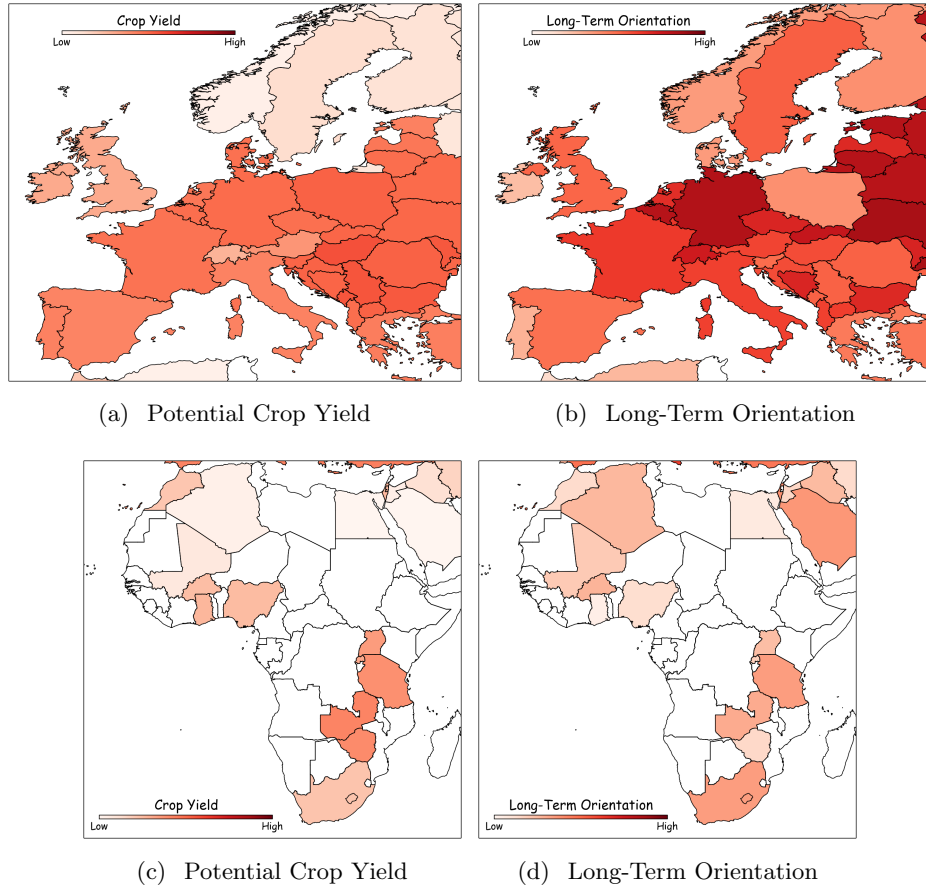 Crop Yield
Low High
Long-Term Orientation
Low High
(a) Potential Crop Yield
(b) Long-Term Orientation
Crop Yield
Low High
Long-Term Orientation
Low High
(c) Potential Crop Yield
(d) Long-Term Orientation